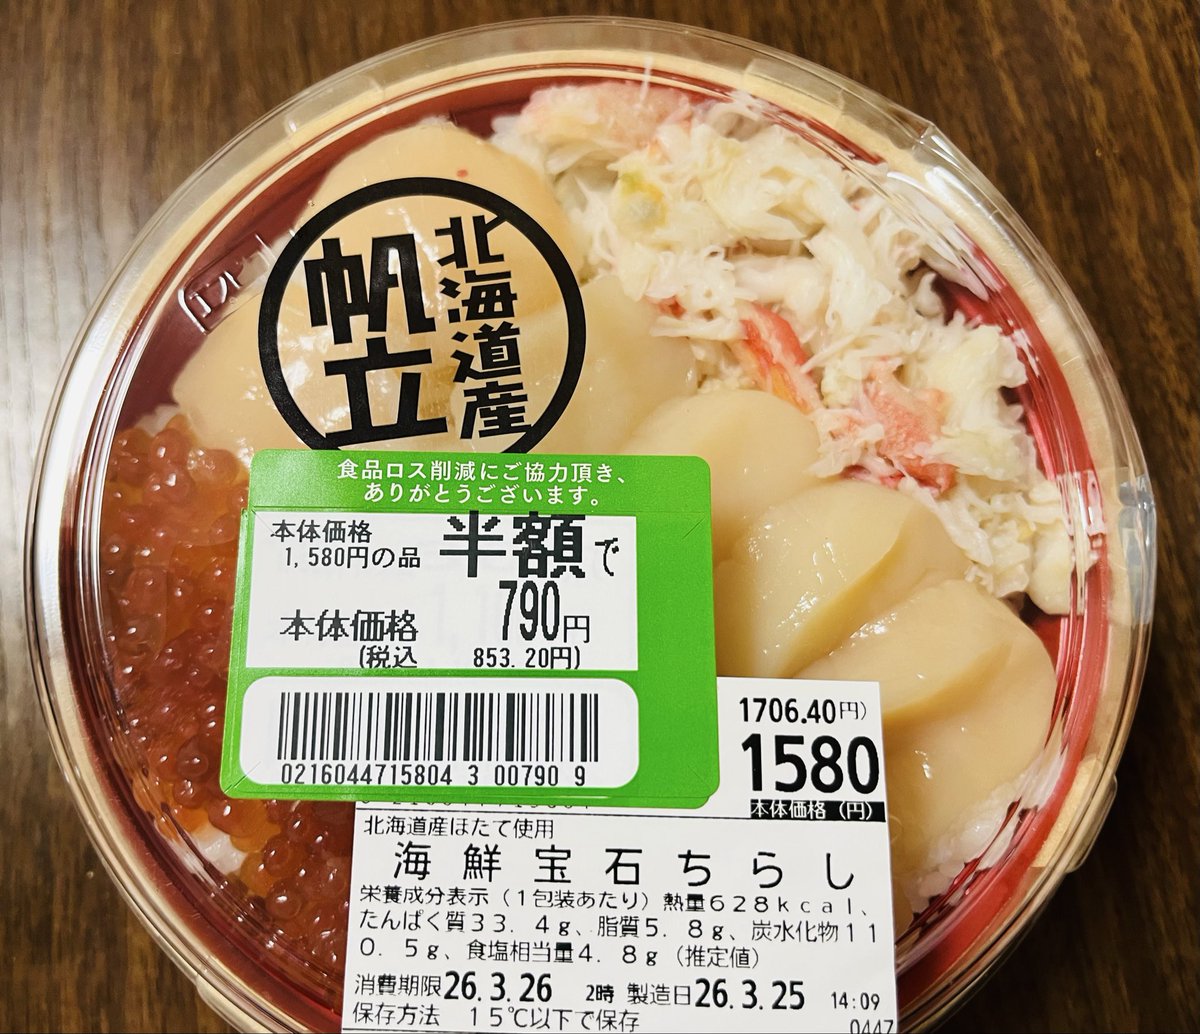 北海道産
帆立
食品ロス削減にご協力頂き、
ありがとうございます。
本体価格
1,580円の品
半額で
790円
本体価格
(税込 853.20円)
0216044715804 3 00790 9
1706.40円)
1580
本体価格 (円)
北海道産ほたて使用
海鮮宝石ちらし
栄養成分表示(1包装あたり)熱量628kcal、
たんぱく質33.4g、脂質5.8g、炭水化物11
0.5g、食塩相当量4.8g(推定値)
消費期限26.3.26 2時 製造日26.3.25 14:09
保存方法 15℃以下で保存
0447